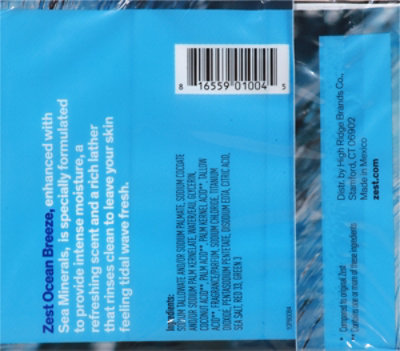 Zest Ocean Breeze, enhanced with
Sea Minerals, is specially formulated
to provide intense moisture, a
refreshing scent and a rich lather
that rinses clean to leave your skin
feeling tidal wave fresh.
8 16559 01004 5
Ingredients:
SODIUM TALLOWATE AND/OR SODIUM PALMATE, SODIUM COCOATE
AND/OR SODIUM PALM KERNELATE, WATER/EAU, GLYCERIN,
COCONUT ACID**, PALM ACID**, PALM KERNEL ACID**, TALLOW
ACID**, FRAGRANCE/PARFUM, SODIUM CHLORIDE, TITANIUM
DIOXIDE, PENTASODIUM PENTETATE, DISODIUM EDTA, CITRIC ACID,
SEA SALT, RED 33, GREEN 3
Distr. by High Ridge Brands Co.,
Stamford, CT 06902
Made in Mexico
zest.com
* Compared to original Zest
** Contains one or more of these ingredients